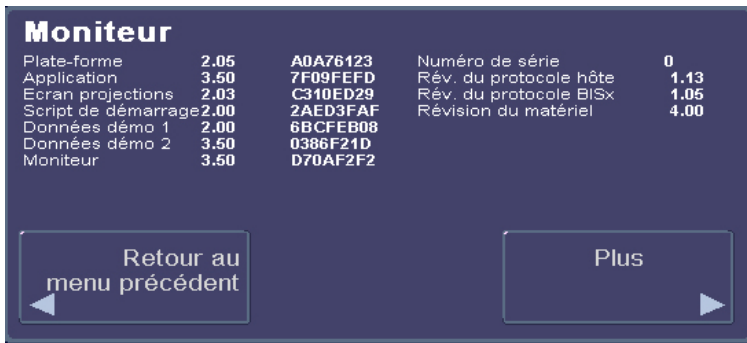 Moniteur
Plate-forme 2.05 A0A76123 Numéro de série 0
Application 3.50 7F09FEFD Rév. du protocole hôte 1.13
Ecran projections 2.03 C310ED29 Rév. du protocole BISx 1.05
Script de démarrage2.00 2AED3FAF Révision du matériel 4.00
Données démo 1 2.00 6BCFEB08
Données démo 2 3.50 0386F21D
Moniteur 3.50 D70AF2F2
Retour au
menu précédent
Plus